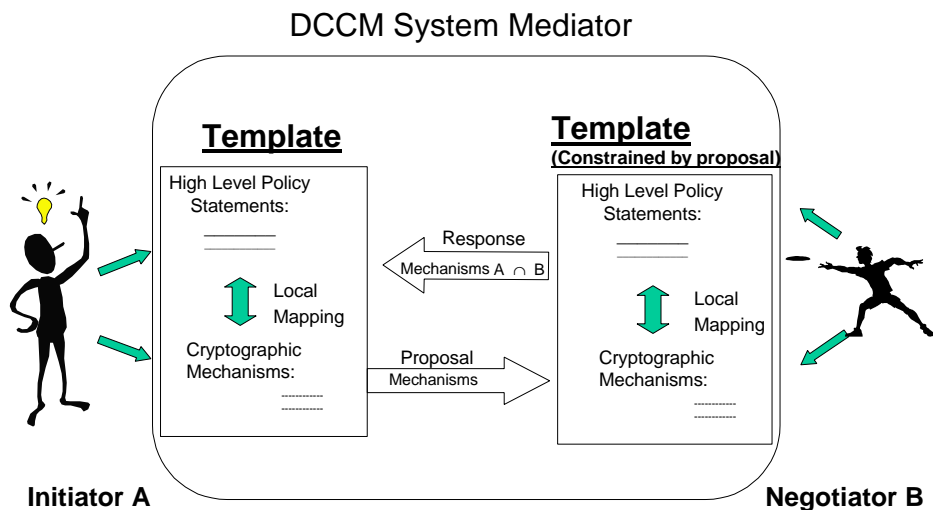 DCCM System Mediator
Template
High Level Policy
Statements:
Local
Mapping
Cryptographic
Mechanisms:
Response
Mechanisms A ∩ B
Proposal
Mechanisms
Template
(Constrained by proposal)
High Level Policy
Statements:
Local
Mapping
Cryptographic
Mechanisms:
Initiator A
Negotiator B